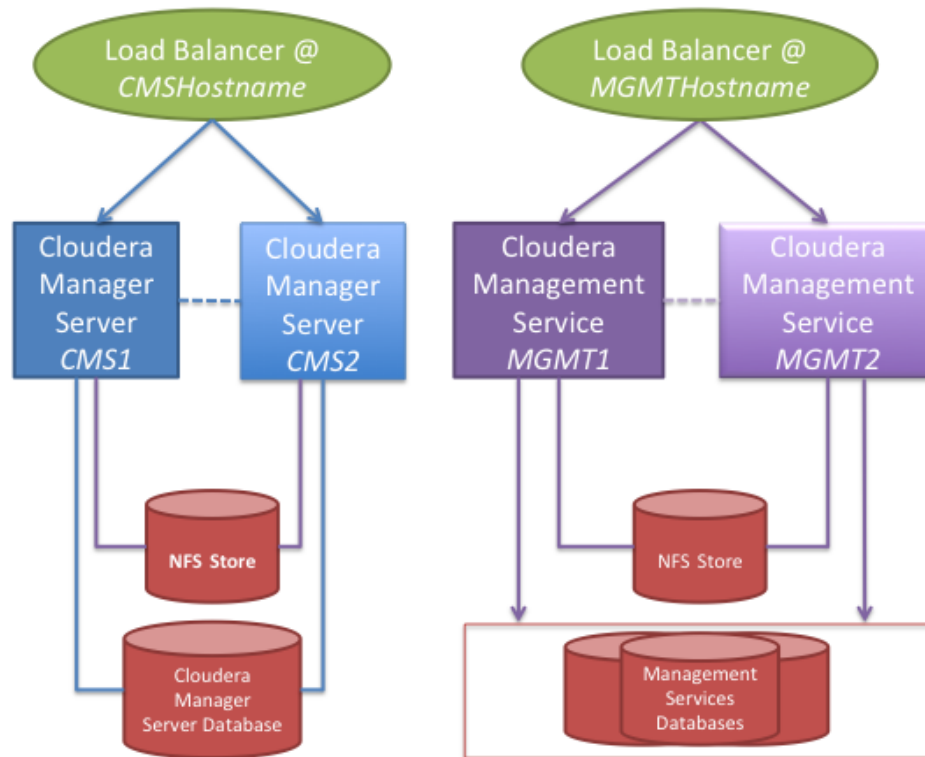 Load Balancer @
CMSHostname
Load Balancer @
MGMTHostname
Cloudera
Manager
Server
CMS1
Cloudera
Manager
Server
CMS2
Cloudera
Management
Service
MGMT1
Cloudera
Management
Service
MGMT2
NFS Store
NFS Store
Cloudera
Manager
Server Database
Management
Services
Databases